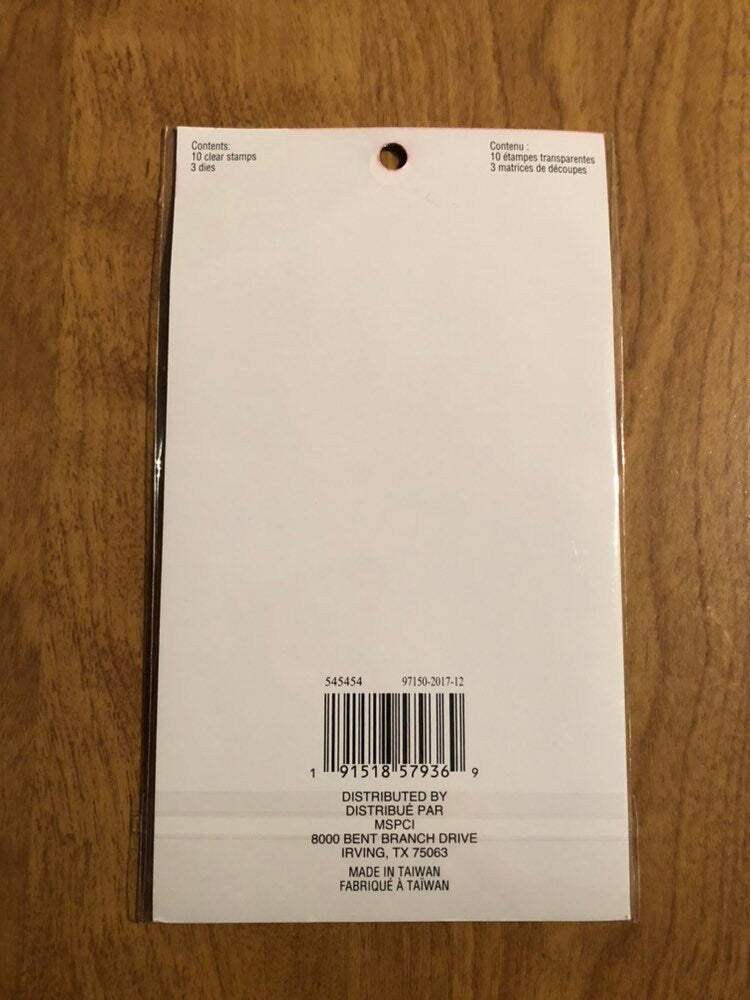 Contents:
10 clear stamps
3 dies
Contenu :
10 étampes transparentes
3 matrices de découpes
545454 97150-2017-12
1 91518 57936 9
DISTRIBUTED BY
DISTRIBUÉ PAR
MSPCI
8000 BENT BRANCH DRIVE
IRVING, TX 75063
MADE IN TAIWAN
FABRIQUÉ À TAÏWAN